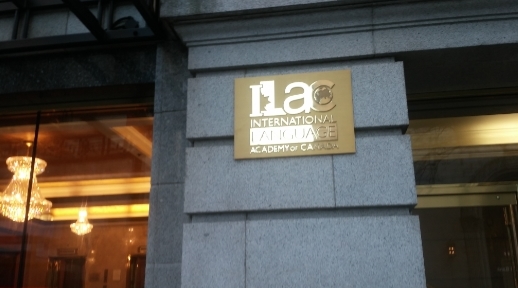 ILAC
INTERNATIONAL
LANGUAGE
ACADEMY OF CANADA